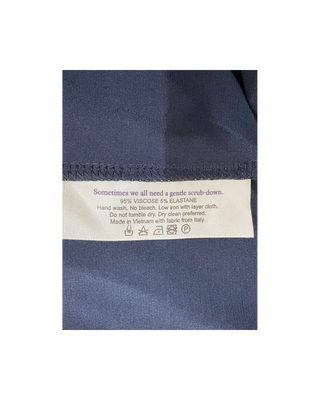 Sometimes we all need a gentle scrub-down.
95% VISCOSE 5% ELASTANE
Hand wash. No bleach. Low iron with layer cloth.
Do not tumble dry. Dry clean preferred.
Made in Vietnam with fabric from Italy.
P